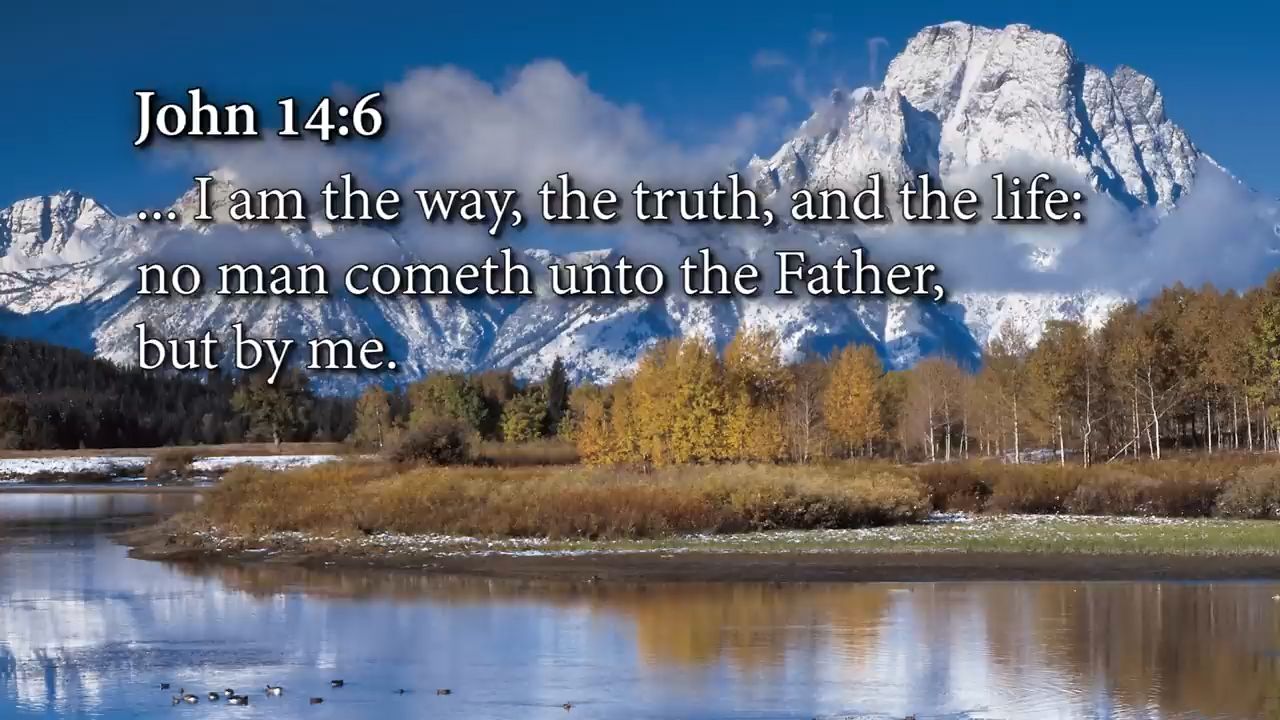 John 14:6
... I am the way, the truth, and the life:
no man cometh unto the Father,
but by me.